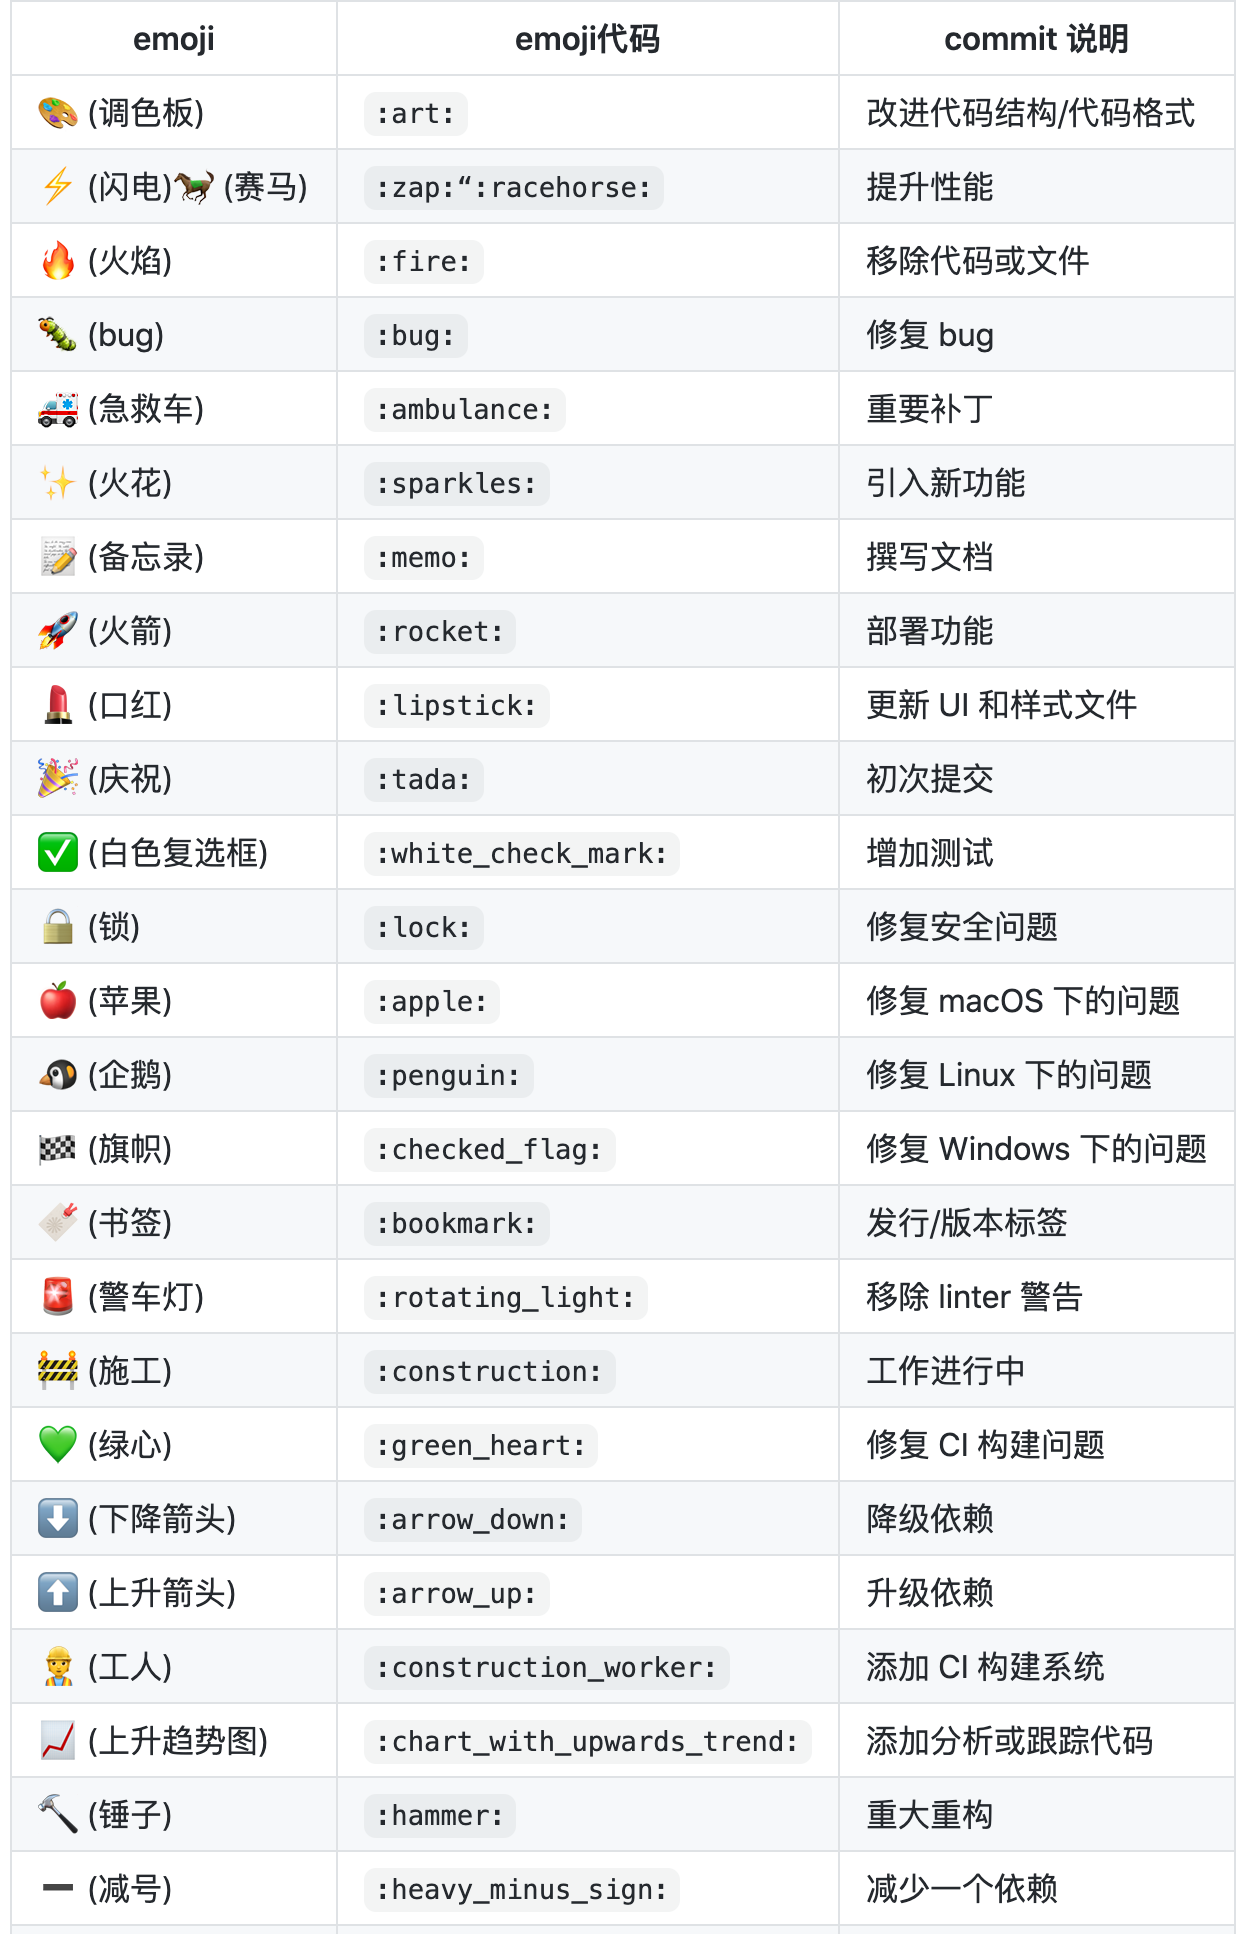 emoji emoji代码 commit 说明
🎨 (调色板) :art: 改进代码结构/代码格式
⚡ (闪电)🐎 (赛马) :zap:“:racehorse: 提升性能
🔥 (火焰) :fire: 移除代码或文件
🐛 (bug) :bug: 修复 bug
🚑 (急救车) :ambulance: 重要补丁
✨ (火花) :sparkles: 引入新功能
📝 (备忘录) :memo: 撰写文档
🚀 (火箭) :rocket: 部署功能
💄 (口红) :lipstick: 更新 UI 和样式文件
🎉 (庆祝) :tada: 初次提交
✅ (白色复选框) :white_check_mark: 增加测试
🔒 (锁) :lock: 修复安全问题
🍎 (苹果) :apple: 修复 macOS 下的问题
🐧 (企鹅) :penguin: 修复 Linux 下的问题
🏁 (旗帜) :checked_flag: 修复 Windows 下的问题
🔖 (书签) :bookmark: 发行/版本标签
🚨 (警车灯) :rotating_light: 移除 linter 警告
🚧 (施工) :construction: 工作进行中
💚 (绿心) :green_heart: 修复 CI 构建问题
⬇️ (下降箭头) :arrow_down: 降级依赖
⬆️ (上升箭头) :arrow_up: 升级依赖
👷 (工人) :construction_worker: 添加 CI 构建系统
📈 (上升趋势图) :chart_with_upwards_trend: 添加分析或跟踪代码
🔨 (锤子) :hammer: 重大重构
➖ (减号) :heavy_minus_sign: 减少一个依赖